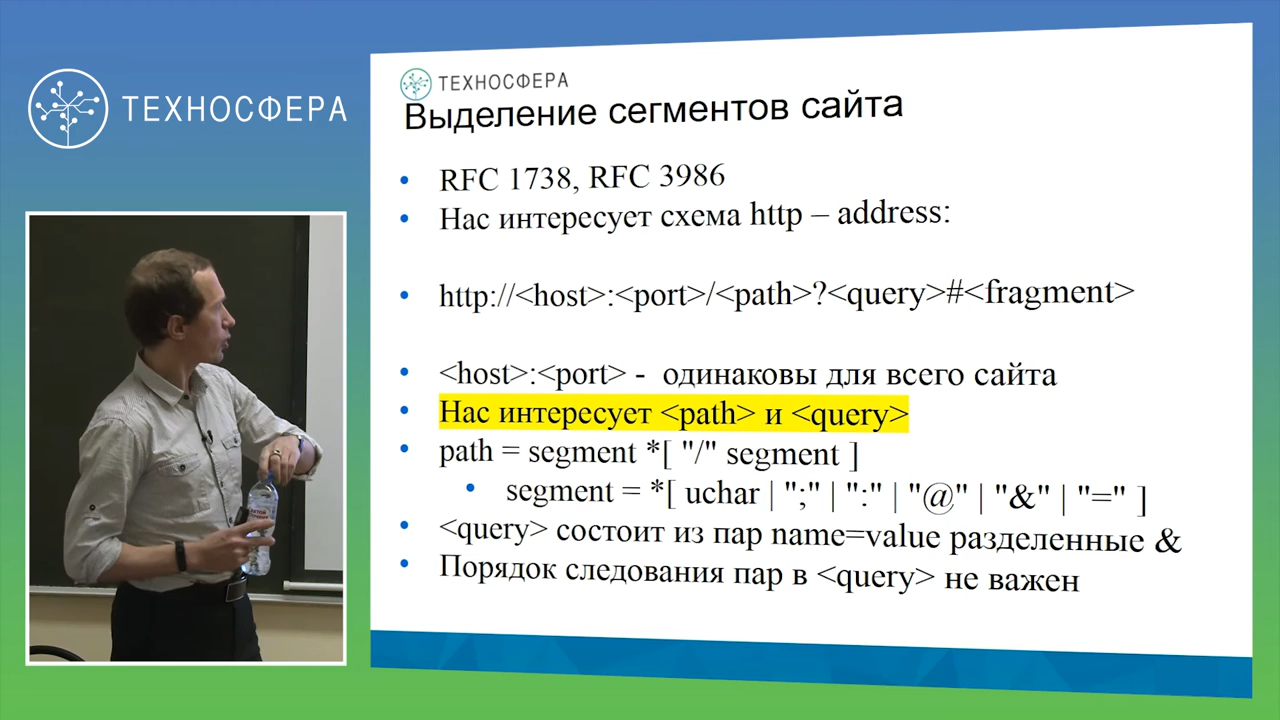 ТЕХНОСФЕРА
ТЕХНОСФЕРА
Выделение сегментов сайта
• RFC 1738, RFC 3986
• Нас интересует схема http – address:
• http://<host>:<port>/<path>?<query>#<fragment>
• <host>:<port> - одинаковы для всего сайта
• Нас интересует <path> и <query>
• path = segment *[ "/" segment ]
• segment = *[ uchar | ";" | ":" | "@" | "&" | "=" ]
• <query> состоит из пар name=value разделенные &
• Порядок следования пар в <query> не важен